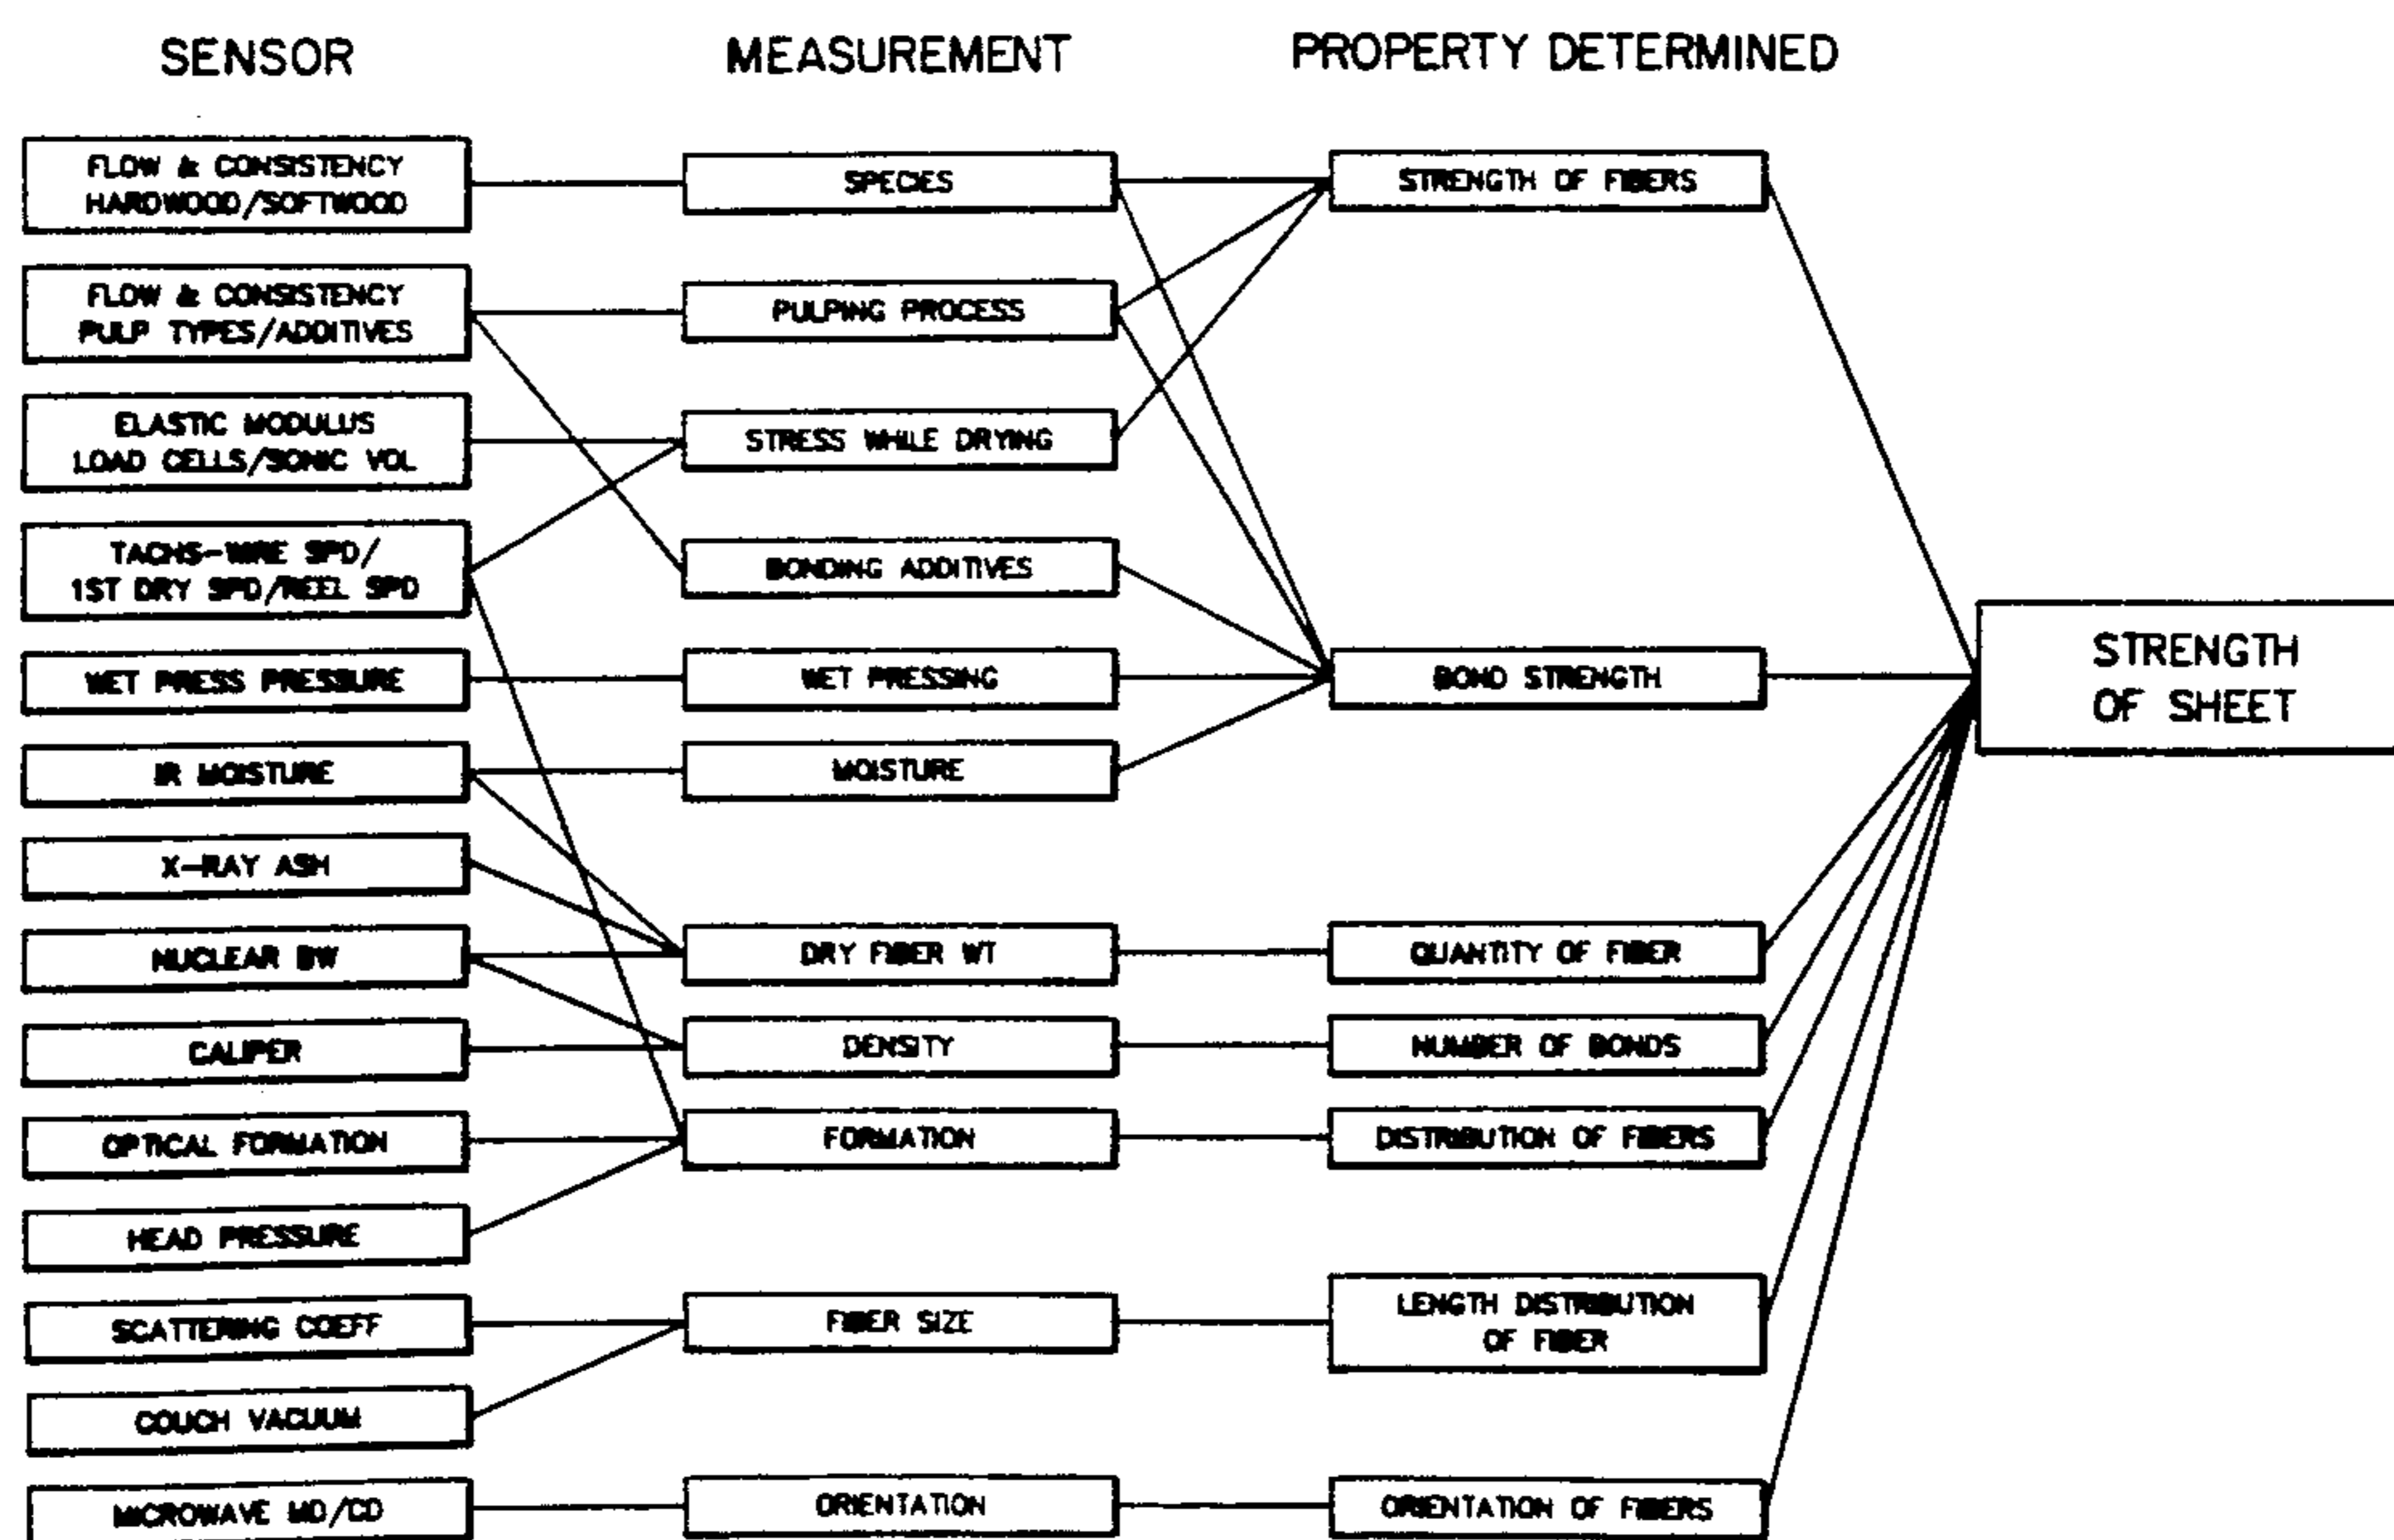 SENSOR
MEASUREMENT
PROPERTY DETERMINED
FLOW & CONSISTENCY
HARDWOOD/SOFTWOOD
SPECIES
STRENGTH OF FIBERS
FLOW & CONSISTENCY
PULP TYPES/ADDITIVES
PULPING PROCESS
ELASTIC MODULUS
LOAD CELLS/SONIC VOL
STRESS WHILE DRYING
TACHS-WIRE SPD/
1ST DRY SPD/REEL SPD
BONDING ADDITIVES
WET PRESS PRESSURE
WET PRESSING
BOND STRENGTH
STRENGTH
OF SHEET
IR MOISTURE
MOISTURE
X-RAY ASH
NUCLEAR BW
DRY FIBER WT
QUANTITY OF FIBER
CALIPER
DENSITY
NUMBER OF BONDS
OPTICAL FORMATION
FORMATION
DISTRIBUTION OF FIBERS
HEAD PRESSURE
SCATTERING COEFF
FIBER SIZE
LENGTH DISTRIBUTION
OF FIBER
COUCH VACUUM
MICROWAVE MD/CD
ORIENTATION
ORIENTATION OF FIBERS